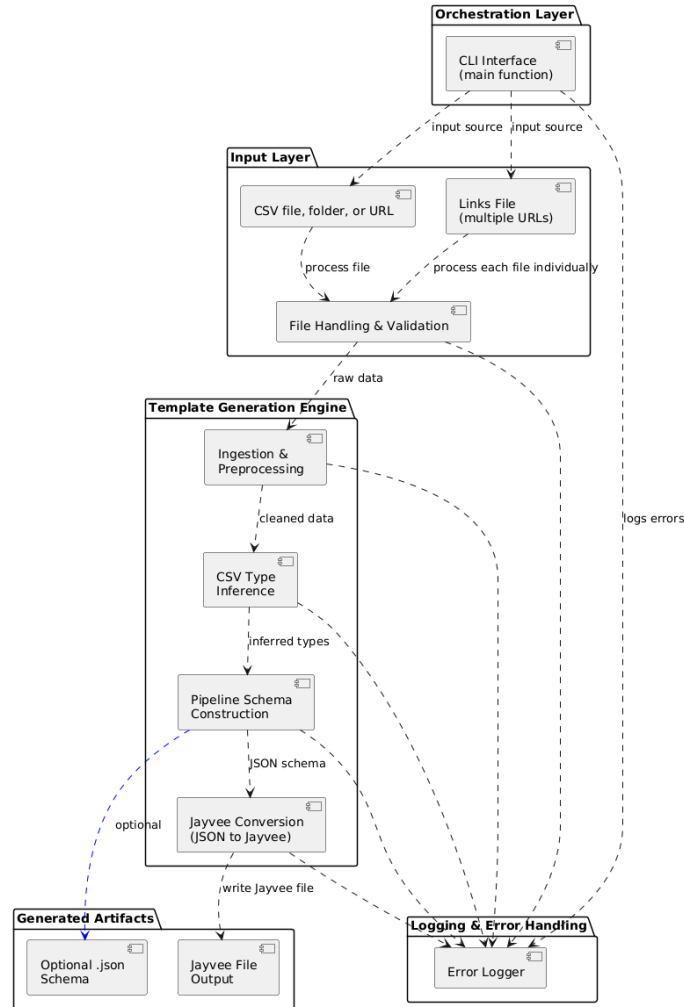 Orchestration Layer
CLI Interface
(main function)
input source
input source
Input Layer
CSV file, folder, or URL
Links File
(multiple URLs)
process file
process each file individually
File Handling & Validation
raw data
Template Generation Engine
Ingestion &
Preprocessing
cleaned data
logs errors
CSV Type
Inference
inferred types
Pipeline Schema
Construction
JSON schema
optional
Jayvee Conversion
(JSON to Jayvee)
write Jayvee file
Generated Artifacts
Optional .json
Schema
Jayvee File
Output
Logging & Error Handling
Error Logger